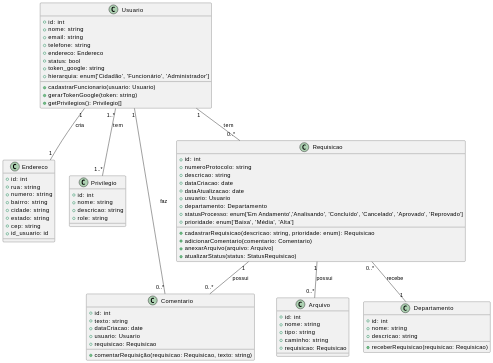 C Usuario
id: int
nome: string
email: string
telefone: string
endereco: Endereco
status: bool
token_google: string
hierarquia: enum['Cidadão', 'Funcionário', 'Administrador']
cadastrarFuncionario(usuario: Usuario)
gerarTokenGoogle(token: string)
getPrivilegios(): Privilegio[]
1
1..*
1
1
cria
tem
tem
0..*
1
1..*
C Requisicao
id: int
numeroProtocolo: string
descricao: string
dataCriacao: date
dataAtualizacao: date
usuario: Usuario
departamento: Departamento
statusProcesso: enum['Em Andamento','Analisando', 'Concluído', 'Cancelado', 'Aprovado', 'Reprovado']
prioridade: enum['Baixa', 'Média', 'Alta']
cadastrarRequisicao(descricao: string, prioridade: enum): Requisicao
adicionarComentario(comentario: Comentario)
anexarArquivo(arquivo: Arquivo)
atualizarStatus(status: StatusRequisicao)
C Endereco
id: int
rua: string
numero: string
bairro: string
cidade: string
estado: string
cep: string
id_usuario: id
C Privilegio
id: int
nome: string
descricao: string
role: string
faz
1
1
0..*
possui
possui
recebe
0..*
0..*
0..*
1
C Comentario
id: int
texto: string
dataCriacao: date
usuario: Usuario
requisicao: Requisicao
comentarRequisição(requisicao: Requisicao, texto: string)
C Arquivo
id: int
nome: string
tipo: string
caminho: string
requisicao: Requisicao
C Departamento
id: int
nome: string
descricao: string
receberRequisicao(requisicao: Requisicao)